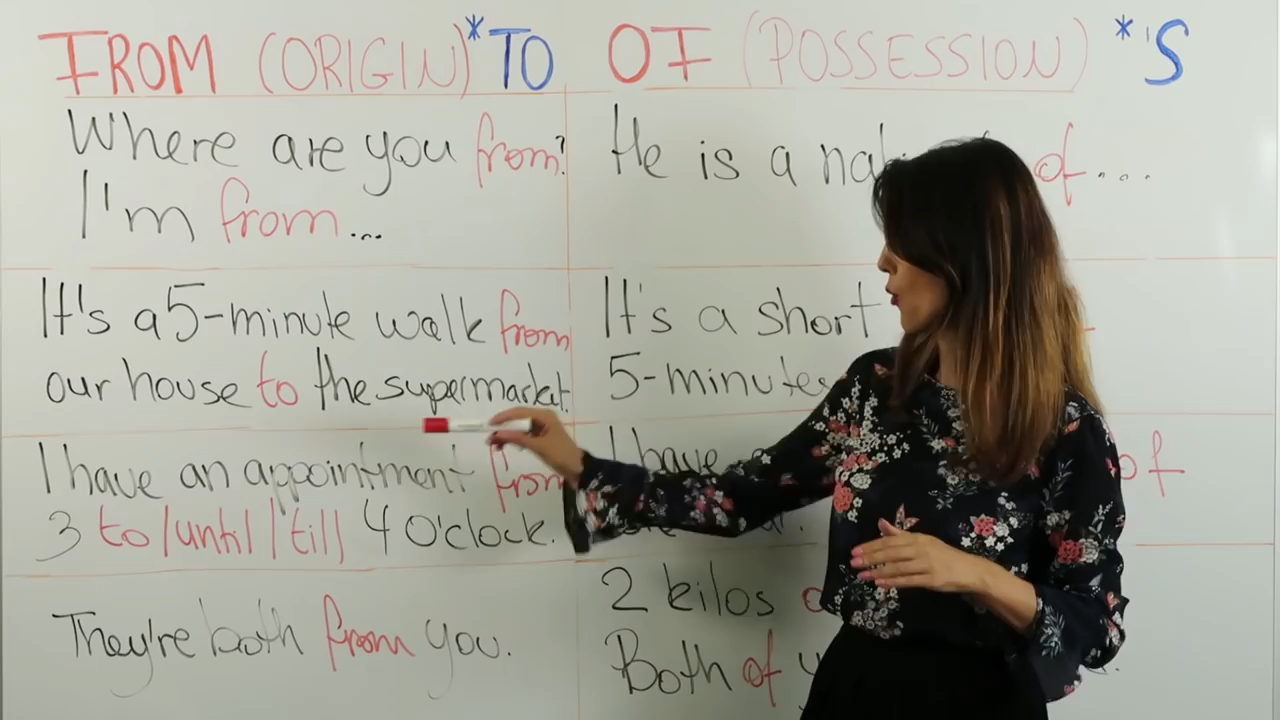 FROM (ORIGIN) *TO
Where are you from?
I'm from...
It's a 5-minute walk from
our house to the supermarket.
I have an appointment from
3 to/until/till 4 O'clock.
They're both from you.
OF (POSSESSION) *'S
He is a of...
It's a short
5-minutes
I have of
2 kilos
Both of